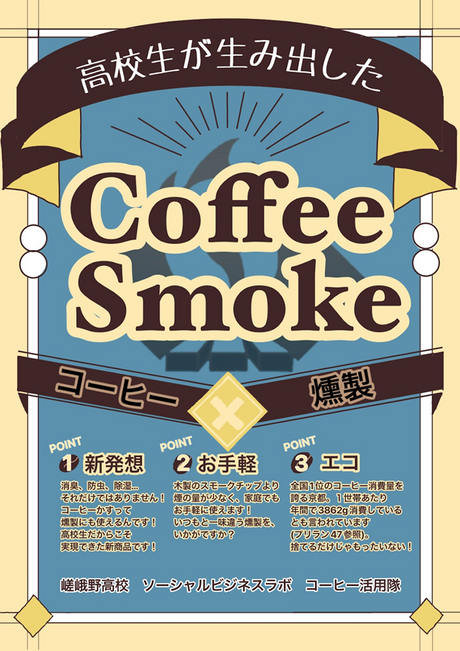 高校生が生み出した
Coffee
Smoke
コーヒー × 燻製
POINT
1 新発想
消臭、防虫、除湿…
それだけではありません！
コーヒーかすって
燻製にも使えるんです！
高校生だからこそ
実現できた新商品です！
POINT
2 お手軽
木製のスモークチップより
煙の量が少なく、家庭でも
お手軽に使えます！
いつもと一味違う燻製を、
いかがですか？
POINT
3 エコ
全国1位のコーヒー消費量を
誇る京都。1世帯あたり
年間で3862g消費している
とも言われています
(プリラン47参照)。
捨てるだけじゃもったいない！
嵯峨野高校　ソーシャルビジネスラボ　コーヒー活用隊